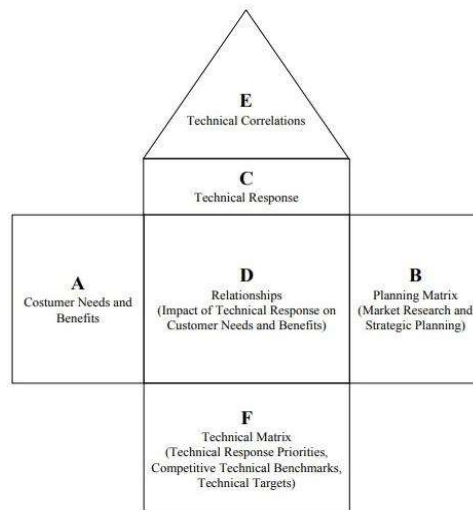 E
Technical Correlations
C
Technical Response
A
Costumer Needs and
Benefits
D
Relationships
(Impact of Technical Response on
Customer Needs and Benefits)
B
Planning Matrix
(Market Research and
Strategic Planning)
F
Technical Matrix
(Technical Response Priorities,
Competitive Technical Benchmarks,
Technical Targets)